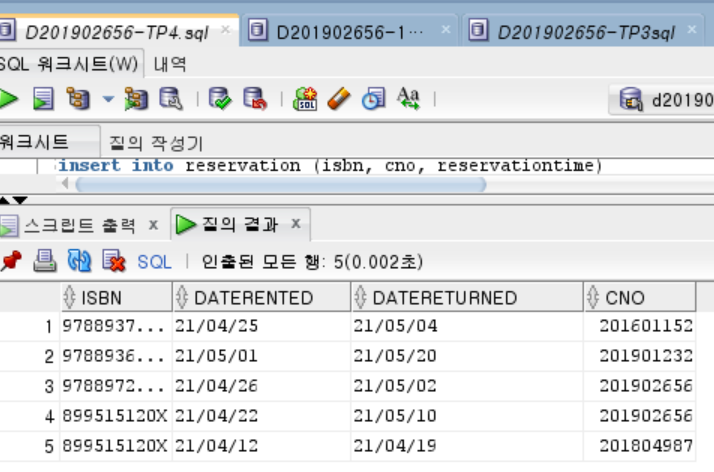 D201902656-TP4.sql × D201902656-1··· × D201902656-TP3sql ×
SQL 워크시트(W) 내역
d20190
워크시트 질의 작성기
insert into reservation (isbn, cno, reservationtime)
스크립트 출력 × 질의 결과 ×
SQL | 인출된 모든 행: 5(0.002초)
ISBN DATERENTED DATERETURNED CNO
1 9788937... 21/04/25 21/05/04 201601152
2 9788936... 21/05/01 21/05/20 201901232
3 9788972... 21/04/26 21/05/02 201902656
4 899515120X 21/04/22 21/05/10 201902656
5 899515120X 21/04/12 21/04/19 201804987